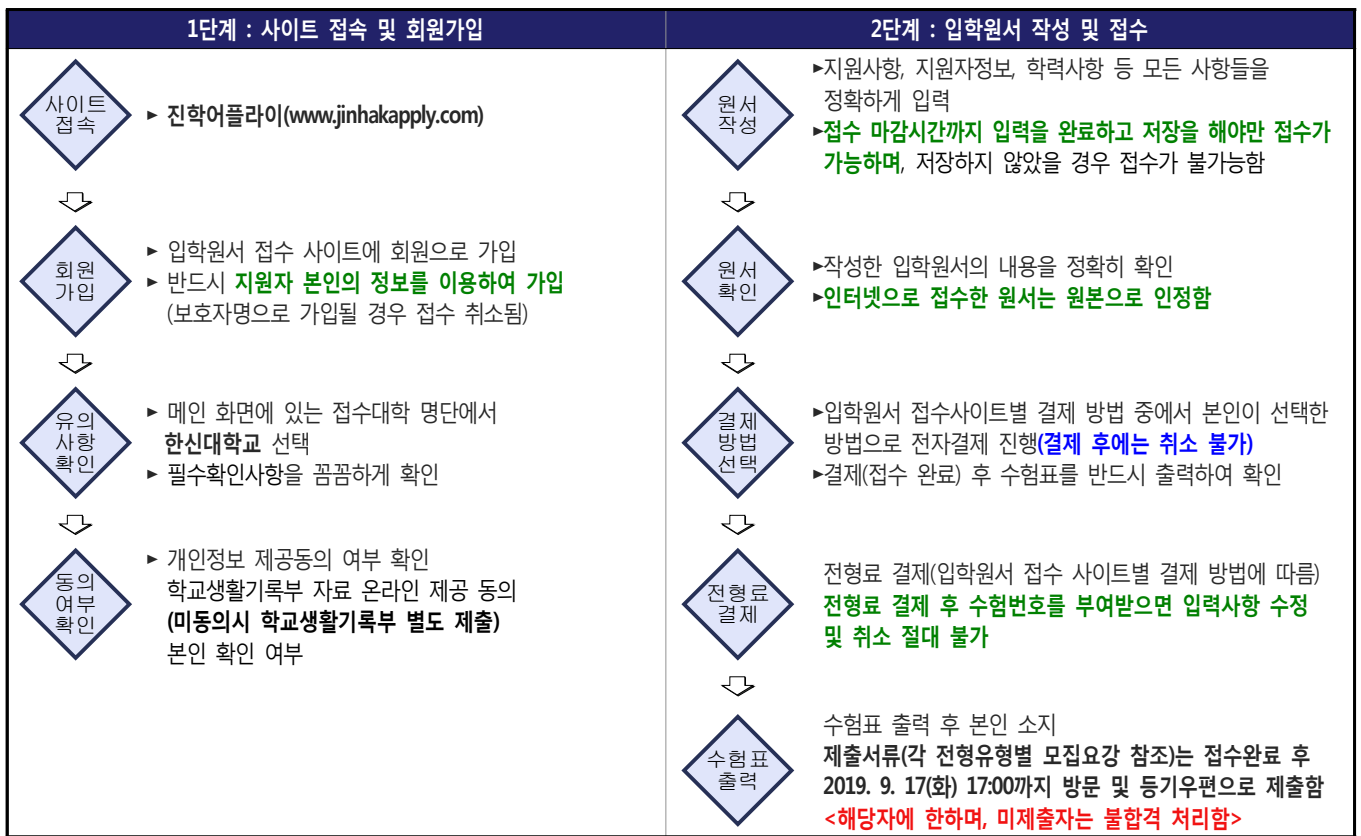 1단계 : 사이트 접속 및 회원가입
사이트
접속
► 진학어플라이(www.jinhakapply.com)
회원
가입
► 입학원서 접수 사이트에 회원으로 가입
► 반드시 지원자 본인의 정보를 이용하여 가입
(보호자명으로 가입될 경우 접수 취소됨)
유의
사항
확인
► 메인 화면에 있는 접수대학 명단에서
한신대학교 선택
► 필수확인사항을 꼼꼼하게 확인
동의
여부
확인
► 개인정보 제공동의 여부 확인
학교생활기록부 자료 온라인 제공 동의
(미동의시 학교생활기록부 별도 제출)
본인 확인 여부
2단계 : 입학원서 작성 및 접수
원서
작성
►지원사항, 지원자정보, 학력사항 등 모든 사항들을
정확하게 입력
►접수 마감시간까지 입력을 완료하고 저장을 해야만 접수가
가능하며, 저장하지 않았을 경우 접수가 불가능함
원서
확인
►작성한 입학원서의 내용을 정확히 확인
►인터넷으로 접수한 원서는 원본으로 인정함
결제
방법
선택
►입학원서 접수사이트별 결제 방법 중에서 본인이 선택한
방법으로 전자결제 진행(결제 후에는 취소 불가)
►결제(접수 완료) 후 수험표를 반드시 출력하여 확인
전형료
결제
전형료 결제(입학원서 접수 사이트별 결제 방법에 따름)
전형료 결제 후 수험번호를 부여받으면 입력사항 수정
및 취소 절대 불가
수험표
출력
수험표 출력 후 본인 소지
제출서류(각 전형유형별 모집요강 참조)는 접수완료 후
2019. 9. 17(화) 17:00까지 방문 및 등기우편으로 제출함
<해당자에 한하며, 미제출자는 불합격 처리함>